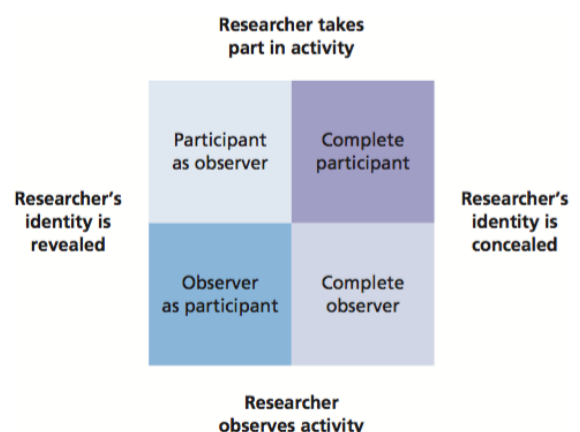 Researcher takes
part in activity
Participant
as observer
Complete
participant
Researcher’s
identity is
revealed
Researcher’s
identity is
concealed
Observer
as participant
Complete
observer
Researcher
observes activity